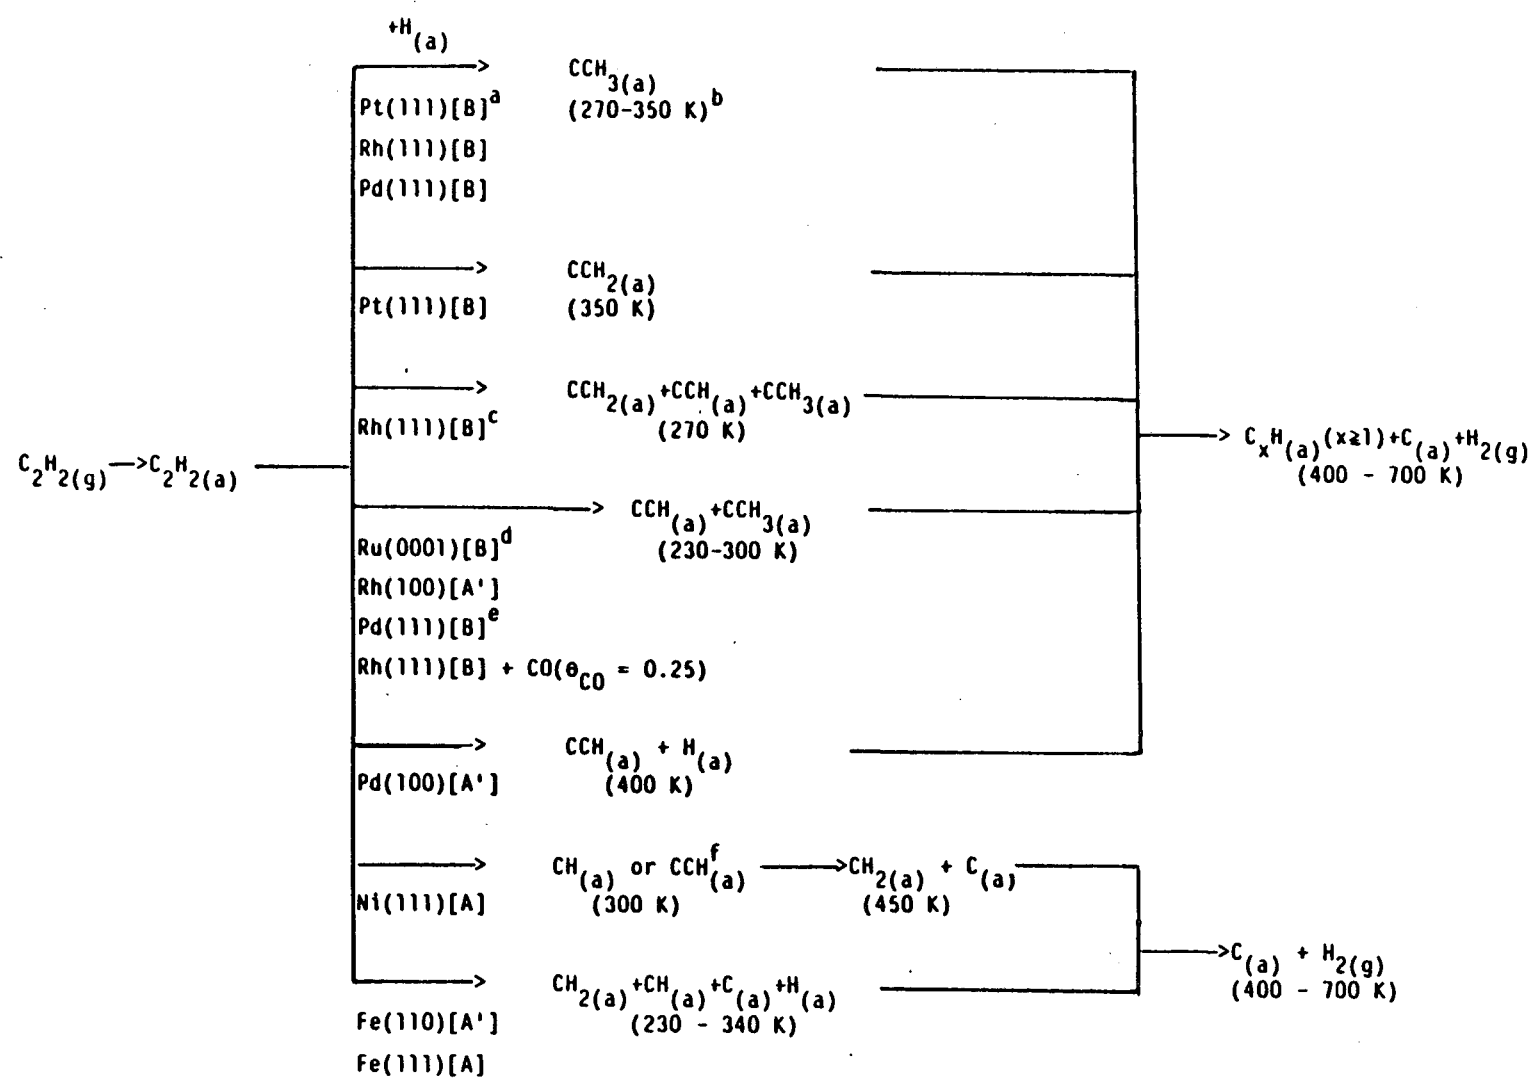 +H(a)
CCH3(a)
(270-350 K)b
Pt(111)[B]a
Rh(111)[B]
Pd(111)[B]
CCH2(a)
(350 K)
Pt(111)[B]
CCH2(a)+CCH(a)+CCH3(a)
(270 K)
Rh(111)[B]c
C2H2(g)—>C2H2(a)
CxH(a)(x≥1)+C(a)+H2(g)
(400 - 700 K)
CCH(a)+CCH3(a)
(230-300 K)
Ru(0001)[B]d
Rh(100)[A']
Pd(111)[B]e
Rh(111)[B] + CO(θCO = 0.25)
CCH(a) + H(a)
(400 K)
Pd(100)[A']
CH(a) or CCHf(a) —>CH2(a) + C(a)
(300 K) (450 K)
Ni(111)[A]
C(a) + H2(g)
(400 - 700 K)
CH2(a)+CH(a)+C(a)+H(a)
(230 - 340 K)
Fe(110)[A']
Fe(111)[A]